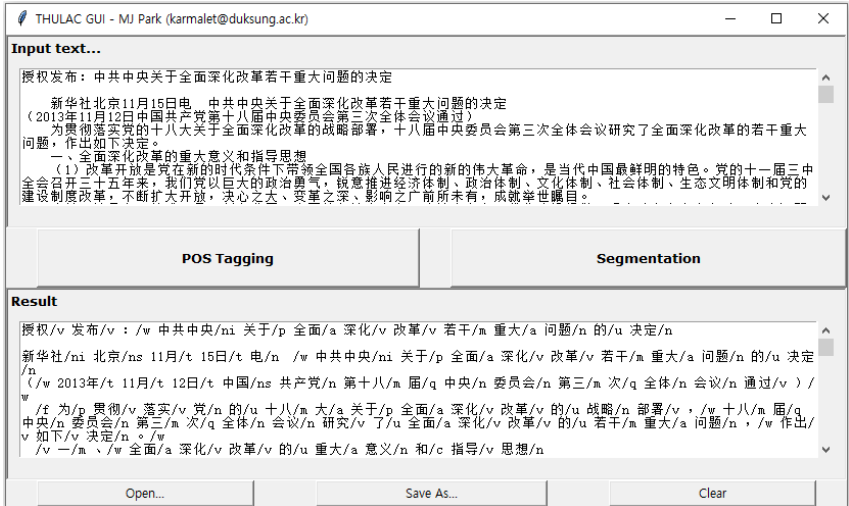 THULAC GUI - MJ Park (karmalet@duksung.ac.kr)
Input text...
授权发布：中共中央关于全面深化改革若干重大问题的决定
新华社北京11月15日电　中共中央关于全面深化改革若干重大问题的决定
（2013年11月12日中国共产党第十八届中央委员会第三次全体会议通过）
为贯彻落实党的十八大关于全面深化改革的战略部署，十八届中央委员会第三次全体会议研究了全面深化改革的若干重大
问题，作出如下决定。
一、全面深化改革的重大意义和指导思想
（1）改革开放是党在新的时代条件下带领全国各族人民进行的新的伟大革命，是当代中国最鲜明的特色。党的十一届三中
全会召开三十五年来，我们党以巨大的政治勇气，锐意推进经济体制、政治体制、文化体制、社会体制、生态文明体制和党的
建设制度改革，不断扩大开放，决心之大、变革之深、影响之广前所未有，成就举世瞩目。
POS Tagging
Segmentation
Result
授权/v 发布/v ：/w 中共中央/ni 关于/p 全面/a 深化/v 改革/v 若干/m 重大/a 问题/n 的/u 决定/n
新华社/ni 北京/ns 11月/t 15日/t 电/n 　/w 中共中央/ni 关于/p 全面/a 深化/v 改革/v 若干/m 重大/a 问题/n 的/u 决定
/n
（/w 2013年/t 11月/t 12日/t 中国/ns 共产党/n 第十八/m 届/q 中央/n 委员会/n 第三/m 次/q 全体/n 会议/n 通过/v ）/
w
/f 为/p 贯彻/v 落实/v 党/n 的/u 十八/m 大/a 关于/p 全面/a 深化/v 改革/v 的/u 战略/n 部署/v ，/w 十八/m 届/q
中央/n 委员会/n 第三/m 次/q 全体/n 会议/n 研究/v 了/u 全面/a 深化/v 改革/v 的/u 若干/m 重大/a 问题/n ，/w 作出/
v 如下/v 决定/n 。/w
/v 一/m 、/w 全面/a 深化/v 改革/v 的/u 重大/a 意义/n 和/c 指导/v 思想/n
Open...
Save As...
Clear